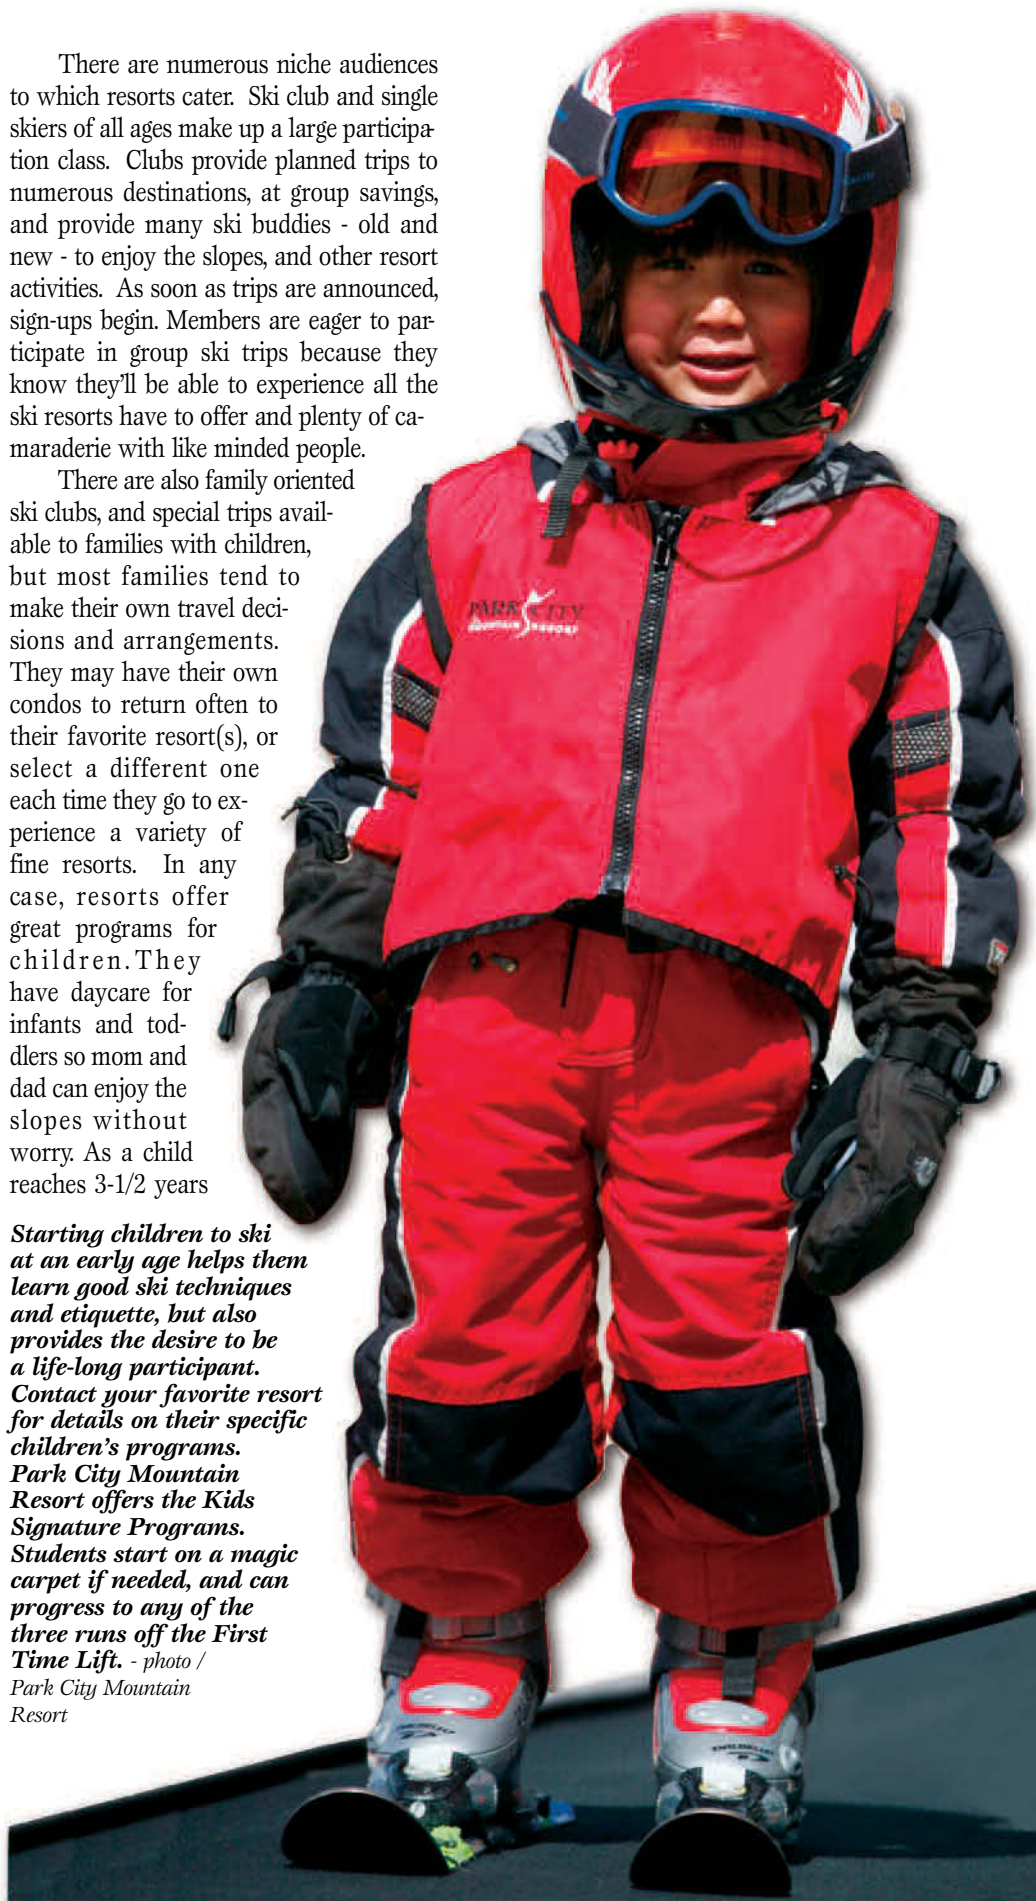 There are numerous niche audiences
to which resorts cater. Ski club and single
skiers of all ages make up a large participa-
tion class. Clubs provide planned trips to
numerous destinations, at group savings,
and provide many ski buddies - old and
new - to enjoy the slopes, and other resort
activities. As soon as trips are announced,
sign-ups begin. Members are eager to par-
ticipate in group ski trips because they
know they'll be able to experience all the
ski resorts have to offer and plenty of ca-
maraderie with like minded people.
There are also family oriented
ski clubs, and special trips avail-
able to families with children,
but most families tend to
make their own travel deci-
sions and arrangements.
They may have their own
condos to return often to
their favorite resort(s), or
select a different one
each time they go to ex-
perience a variety of
fine resorts. In any
case, resorts offer
great programs for
children.They
have daycare for
infants and tod-
dlers so mom and
dad can enjoy the
slopes without
worry. As a child
reaches 3-1/2 years
Starting children to ski
at an early age helps them
learn good ski techniques
and etiquette, but also
provides the desire to be
a life-long participant.
Contact your favorite resort
for details on their specific
children's programs.
Park City Mountain
Resort offers the Kids
Signature Programs.
Students start on a magic
carpet if needed, and can
progress to any of the
three runs off the First
Time Lift. - photo /
Park City Mountain
Resort
PARK CITY
MOUNTAIN RESORT